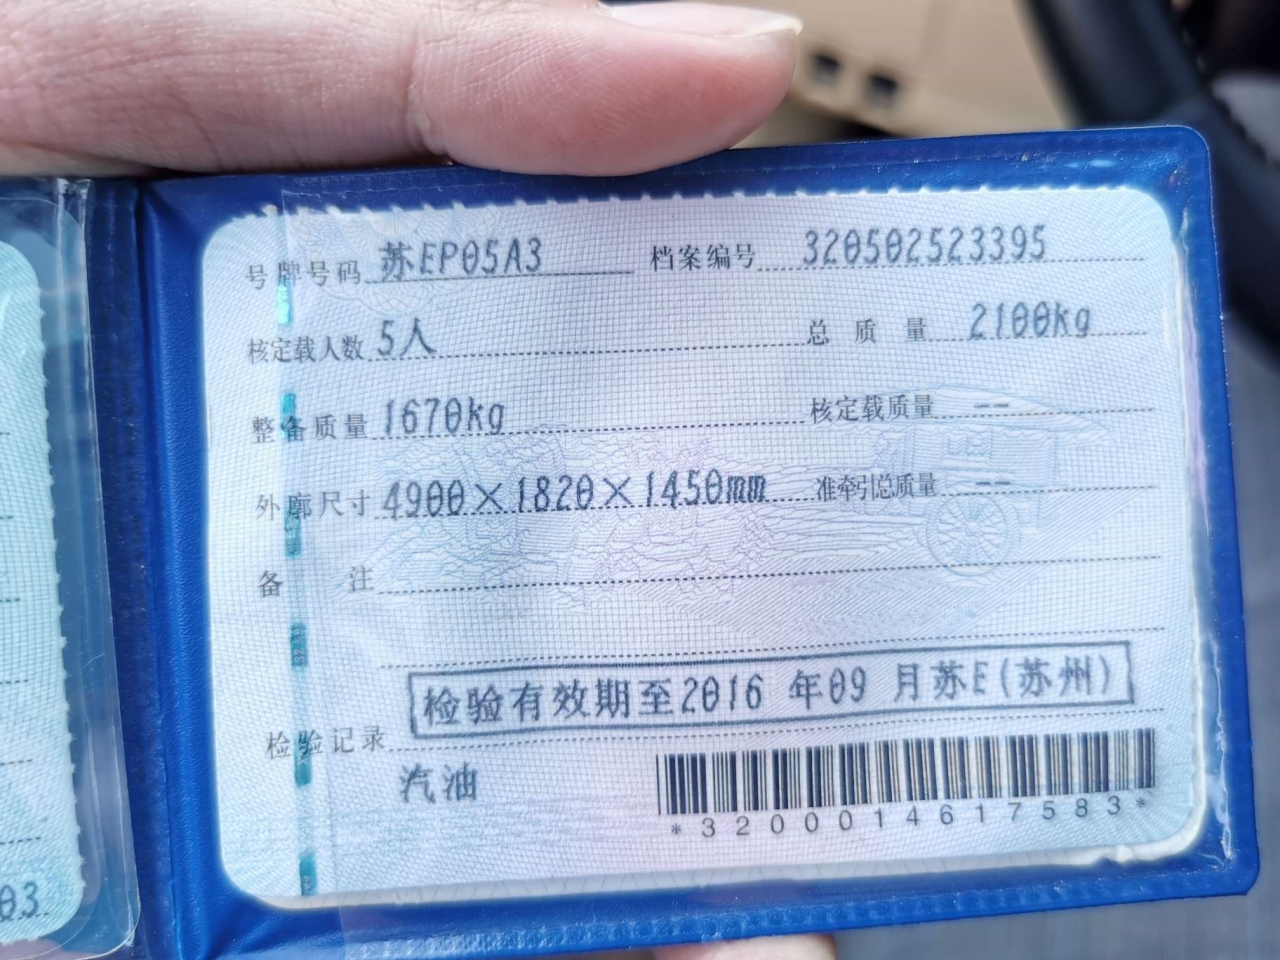 号牌号码 苏EP05A3 档案编号 320502523395
核定载人数 5人 总质量 2100kg
整备质量 1670kg 核定载质量 --
外廓尺寸 4900×1820×1450mm 准牵引总质量 --
备注
检验有效期至2016 年09 月苏E(苏州)
检验记录
汽油
*3200014617583*
03